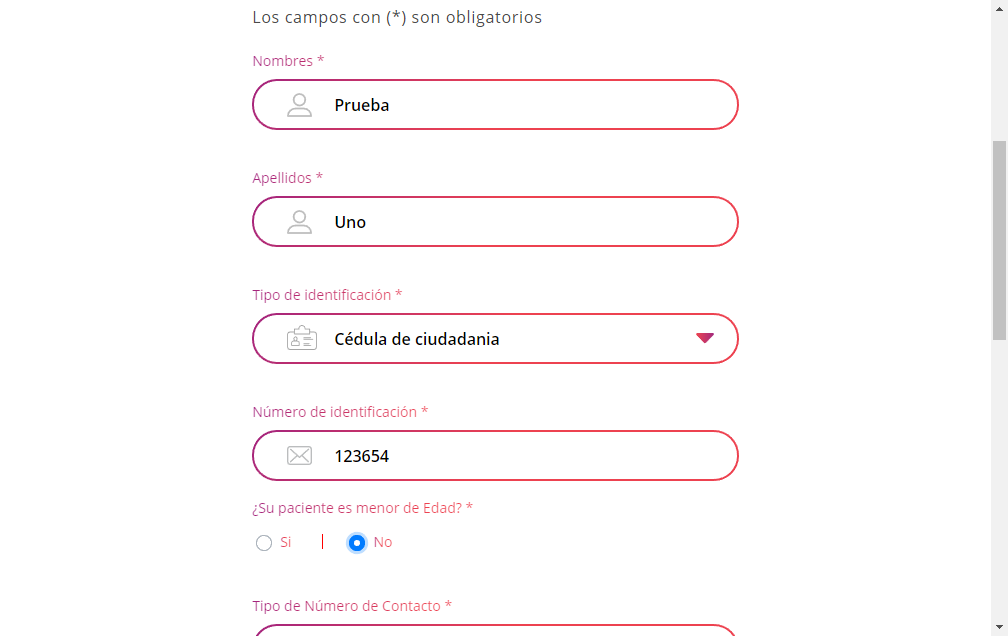 Los campos con (*) son obligatorios
Nombres *
Prueba
Apellidos *
Uno
Tipo de identificación *
Cédula de ciudadania
Número de identificación *
123654
¿Su paciente es menor de Edad? *
Si | No
Tipo de Número de Contacto *